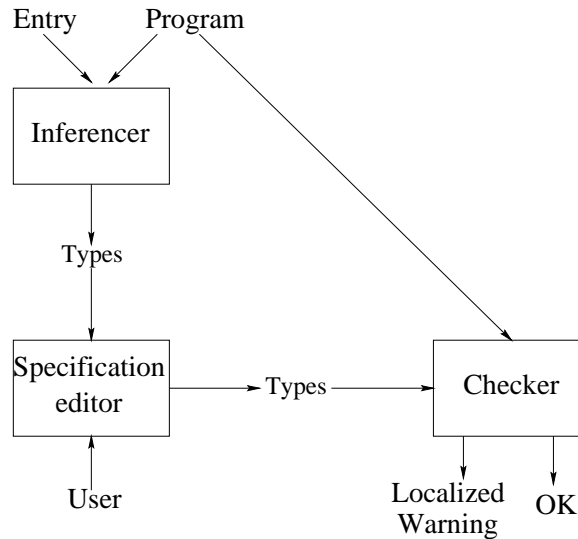 Entry Program
Inferencer
Types
Specification
editor
Types
Checker
User
Localized
Warning
OK